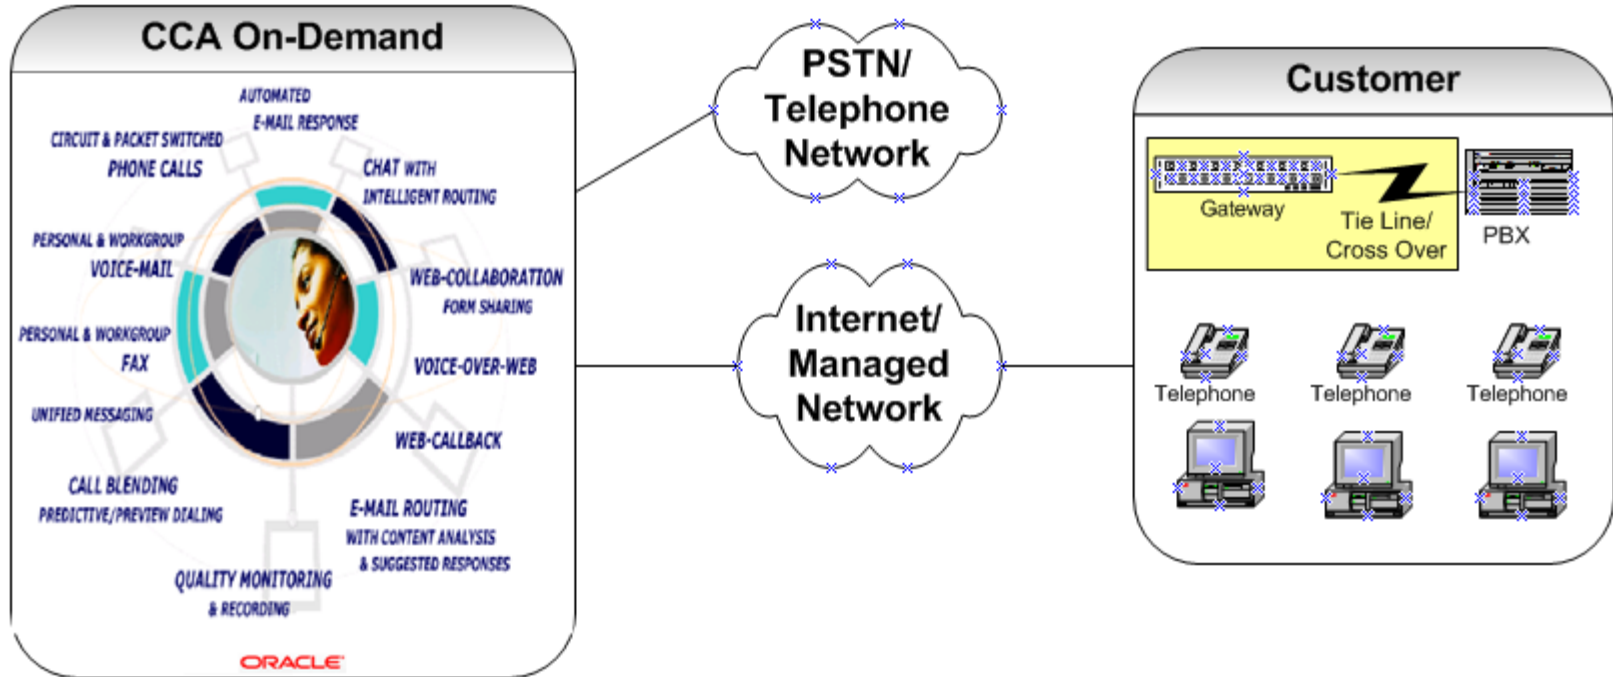 CCA On-Demand
AUTOMATED
E-MAIL RESPONSE
CIRCUIT & PACKET SWITCHED
PHONE CALLS
CHAT WITH
INTELLIGENT ROUTING
PERSONAL & WORKGROUP
VOICE-MAIL
WEB-COLLABORATION
FORM SHARING
PERSONAL & WORKGROUP
FAX
VOICE-OVER-WEB
UNIFIED MESSAGING
WEB-CALLBACK
CALL BLENDING
PREDICTIVE/PREVIEW DIALING
E-MAIL ROUTING
WITH CONTENT ANALYSIS
& SUGGESTED RESPONSES
QUALITY MONITORING
& RECORDING
ORACLE
PSTN/
Telephone
Network
Internet/
Managed
Network
Customer
Gateway
Tie Line/
Cross Over
PBX
Telephone
Telephone
Telephone